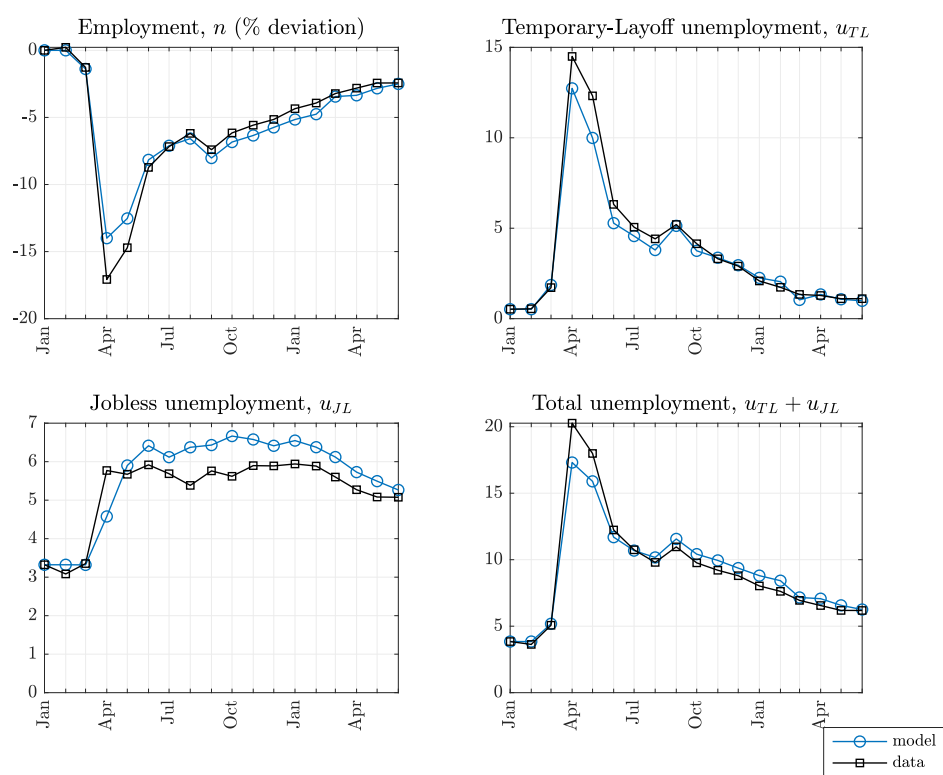 Employment, n (% deviation)
0
-5
-10
-15
-20
Jan
Apr
Jul
Oct
Jan
Apr
Temporary-Layoff unemployment, u_TL
15
10
5
0
Jan
Apr
Jul
Oct
Jan
Apr
Jobless unemployment, u_JL
7
6
5
4
3
2
1
0
Jan
Apr
Jul
Oct
Jan
Apr
Total unemployment, u_TL + u_JL
20
15
10
5
0
Jan
Apr
Jul
Oct
Jan
Apr
model
data